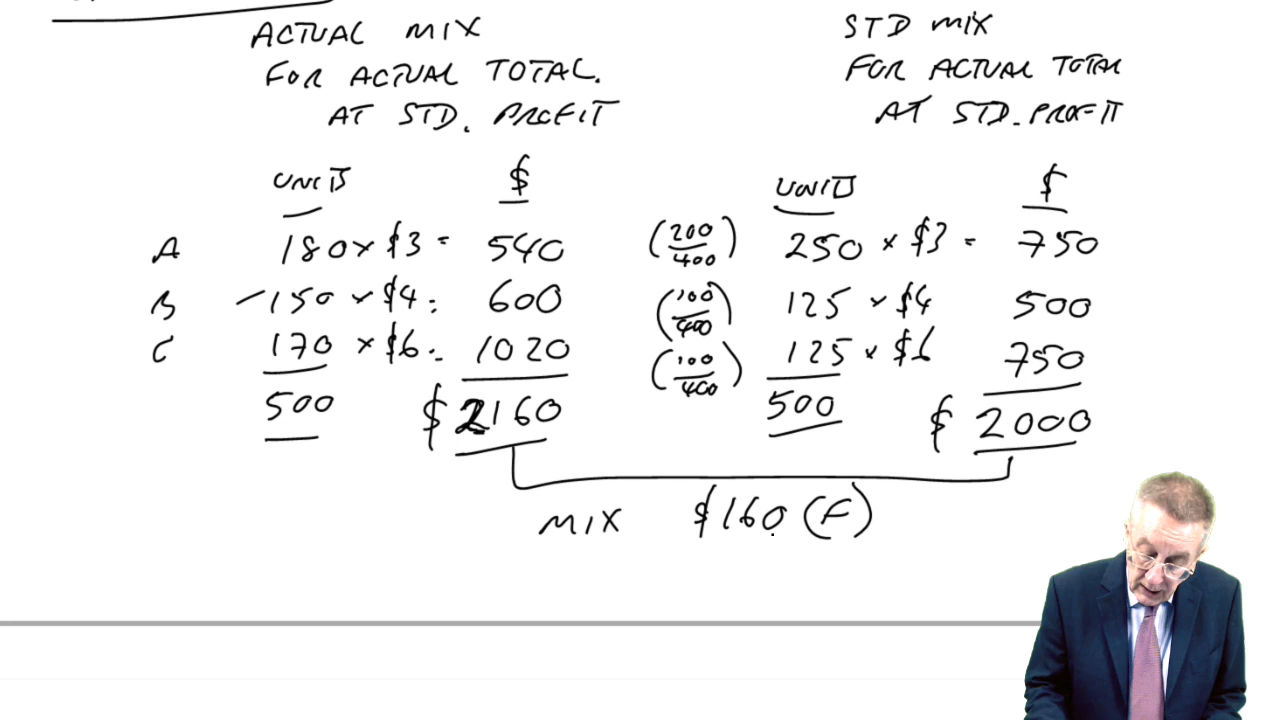 ACTUAL MIX STD MIX
FOR ACTUAL TOTAL. FOR ACTUAL TOTAL
AT STD. PROFIT AT STD. PROFIT
UNITS $ UNITS $
A 180 x $3 = 540 (200/400) 250 x $3 = 750
B 150 x $4 = 600 (100/400) 125 x $4 500
C 170 x $6 = 1020 (100/400) 125 x $6 750
500 $ 2160 500 $ 2000
MIX $160 (F)